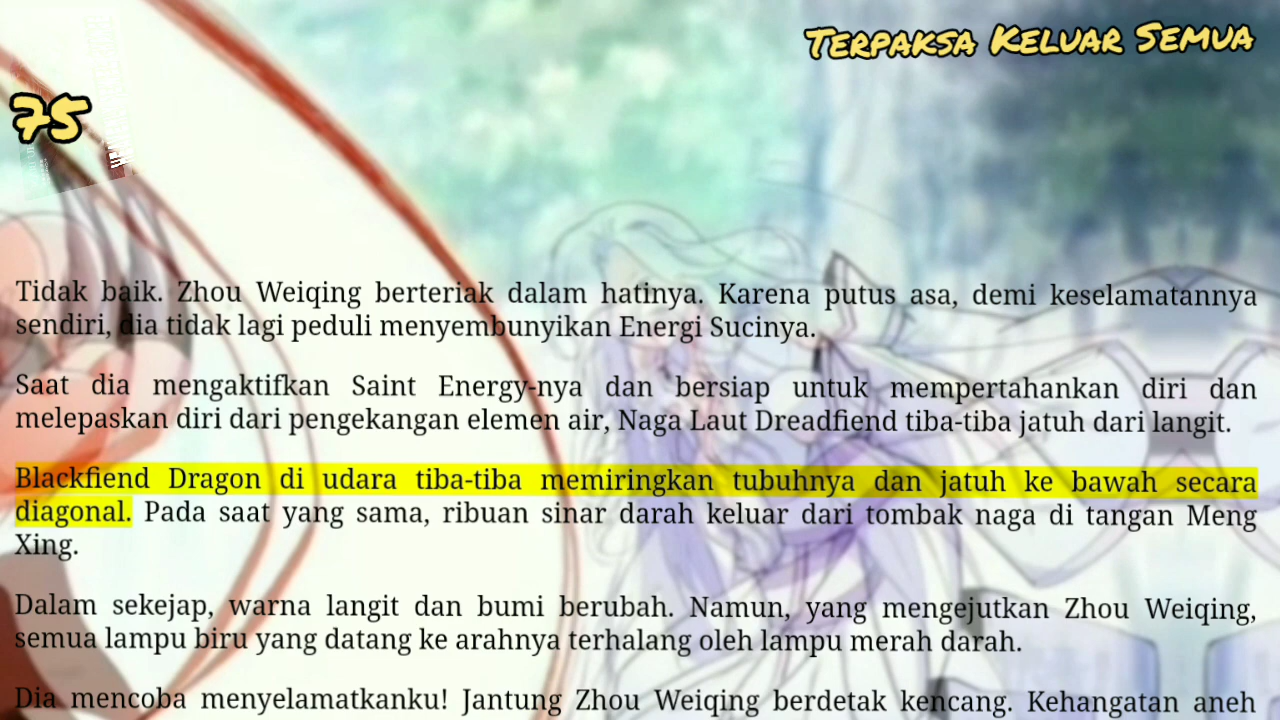 Terpaksa Keluar Semua
75
Tidak baik. Zhou Weiqing berteriak dalam hatinya. Karena putus asa, demi keselamatannya
sendiri, dia tidak lagi peduli menyembunyikan Energi Sucinya.
Saat dia mengaktifkan Saint Energy-nya dan bersiap untuk mempertahankan diri dan
melepaskan diri dari pengekangan elemen air, Naga Laut Dreadfiend tiba-tiba jatuh dari langit.
Blackfiend Dragon di udara tiba-tiba memiringkan tubuhnya dan jatuh ke bawah secara
diagonal. Pada saat yang sama, ribuan sinar darah keluar dari tombak naga di tangan Meng
Xing.
Dalam sekejap, warna langit dan bumi berubah. Namun, yang mengejutkan Zhou Weiqing,
semua lampu biru yang datang ke arahnya terhalang oleh lampu merah darah.
Dia mencoba menyelamatkanku! Jantung Zhou Weiqing berdetak kencang. Kehangatan aneh